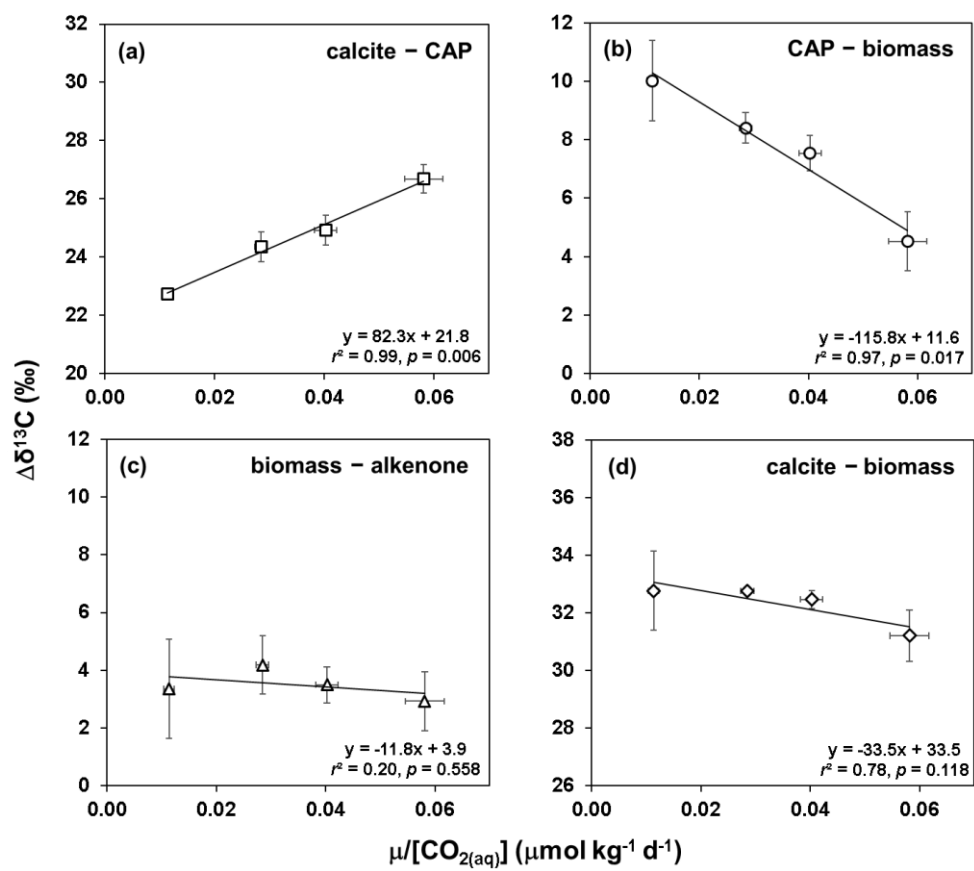 (a) calcite − CAP
32
30
28
26
24
22
20
0.00 0.02 0.04 0.06
y = 82.3x + 21.8
r² = 0.99, p = 0.006
(b) CAP − biomass
12
10
8
6
4
2
0
0.00 0.02 0.04 0.06
y = -115.8x + 11.6
r² = 0.97, p = 0.017
Δδ¹³C (‰)
(c) biomass − alkenone
12
10
8
6
4
2
0
0.00 0.02 0.04 0.06
y = -11.8x + 3.9
r² = 0.20, p = 0.558
(d) calcite − biomass
38
36
34
33
32
30
28
26
0.00 0.02 0.04 0.06
y = -33.5x + 33.5
r² = 0.78, p = 0.118
μ/[CO₂(aq)] (μmol kg⁻¹ d⁻¹)